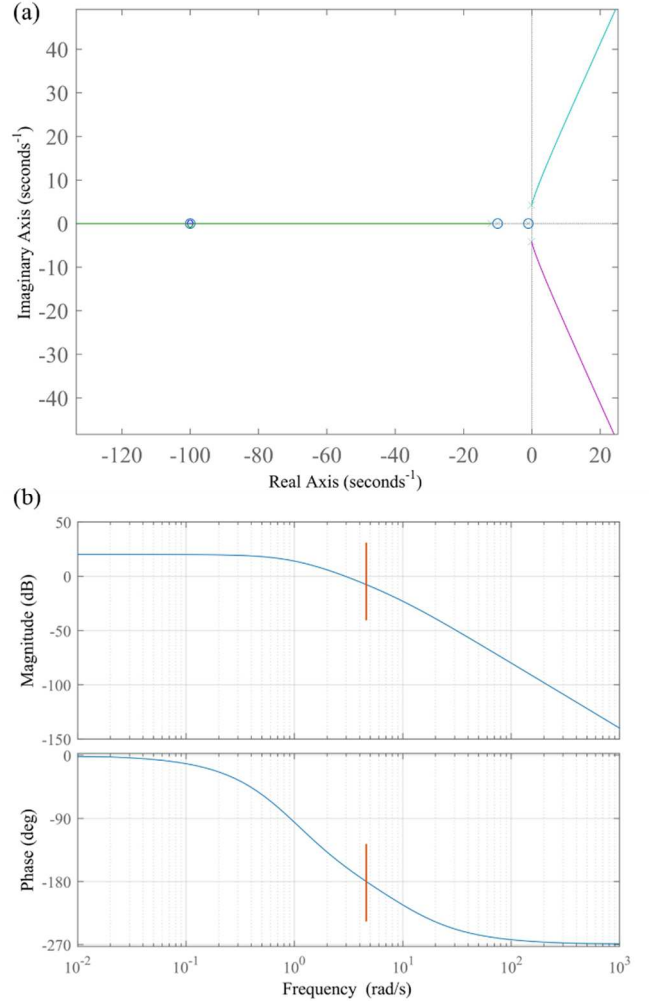 (a)
40
30
20
10
0
-10
-20
-30
-40
Imaginary Axis (seconds⁻¹)
-120 -100 -80 -60 -40 -20 0 20
Real Axis (seconds⁻¹)
(b)
50
0
-50
-100
-150
Magnitude (dB)
0
-90
-180
-270
Phase (deg)
10⁻² 10⁻¹ 10⁰ 10¹ 10² 10³
Frequency (rad/s)